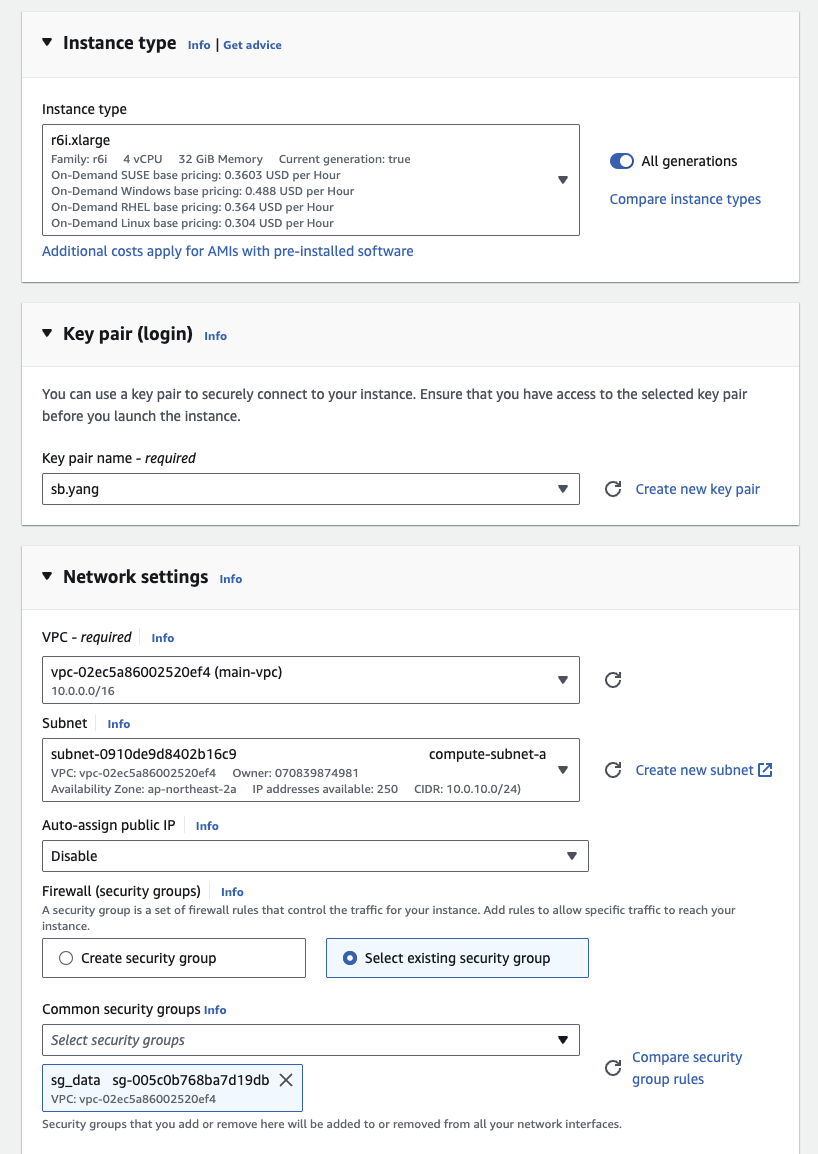 Instance type Info | Get advice
Instance type
r6i.xlarge
Family: r6i 4 vCPU 32 GiB Memory Current generation: true
On-Demand SUSE base pricing: 0.3603 USD per Hour
On-Demand Windows base pricing: 0.488 USD per Hour
On-Demand RHEL base pricing: 0.364 USD per Hour
On-Demand Linux base pricing: 0.304 USD per Hour
All generations
Compare instance types
Additional costs apply for AMIs with pre-installed software
Key pair (login) Info
You can use a key pair to securely connect to your instance. Ensure that you have access to the selected key pair
before you launch the instance.
Key pair name - required
sb.yang
Create new key pair
Network settings Info
VPC - required Info
vpc-02ec5a86002520ef4 (main-vpc)
10.0.0.0/16
Subnet Info
subnet-0910de9d8402b16c9 compute-subnet-a
VPC: vpc-02ec5a86002520ef4 Owner: 070839874981
Availability Zone: ap-northeast-2a IP addresses available: 250 CIDR: 10.0.10.0/24)
Create new subnet
Auto-assign public IP Info
Disable
Firewall (security groups) Info
A security group is a set of firewall rules that control the traffic for your instance. Add rules to allow specific traffic to reach your
instance.
Create security group
Select existing security group
Common security groups Info
Select security groups
sg_data sg-005c0b768ba7d19db
VPC: vpc-02ec5a86002520ef4
Compare security
group rules
Security groups that you add or remove here will be added to or removed from all your network interfaces.